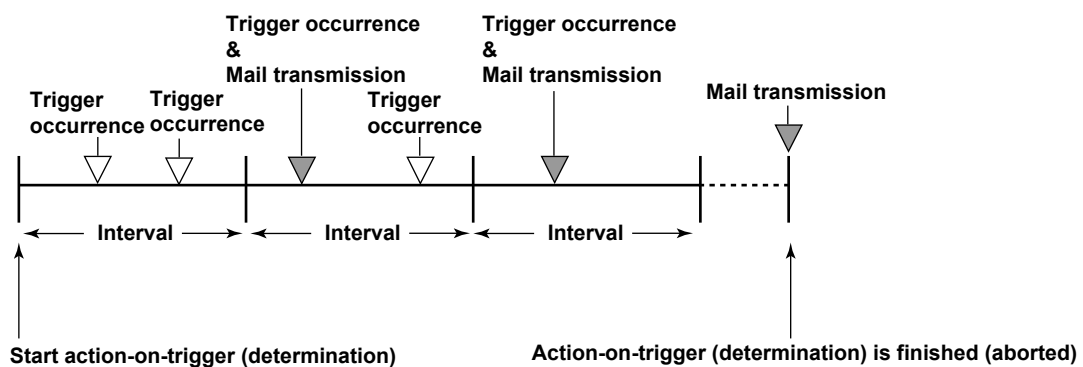 Trigger occurrence
&
Mail transmission
Trigger occurrence
&
Mail transmission
Trigger
occurrence
Trigger
occurrence
Trigger
occurrence
Mail transmission
Interval
Interval
Interval
Start action-on-trigger (determination)
Action-on-trigger (determination) is finished (aborted)